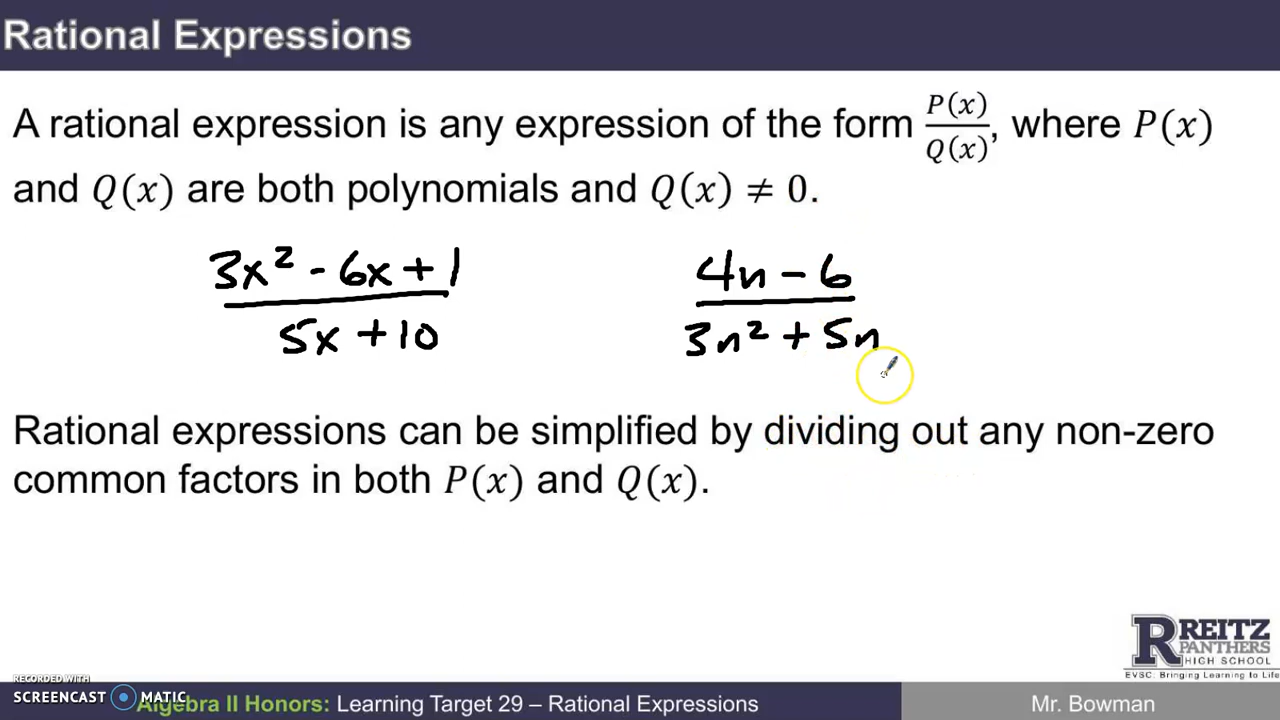 Rational Expressions
A rational expression is any expression of the form P(x)/Q(x), where P(x)
and Q(x) are both polynomials and Q(x) ≠ 0.
3x² - 6x + 1
5x + 10
4n - 6
3n² + 5n
Rational expressions can be simplified by dividing out any non-zero
common factors in both P(x) and Q(x).
REITZ
PANTHERS
HIGH SCHOOL
EVSC. Bringing Learning to Life
RECORDED WITH
SCREENCAST MATIC
Algebra II Honors: Learning Target 29 – Rational Expressions
Mr. Bowman